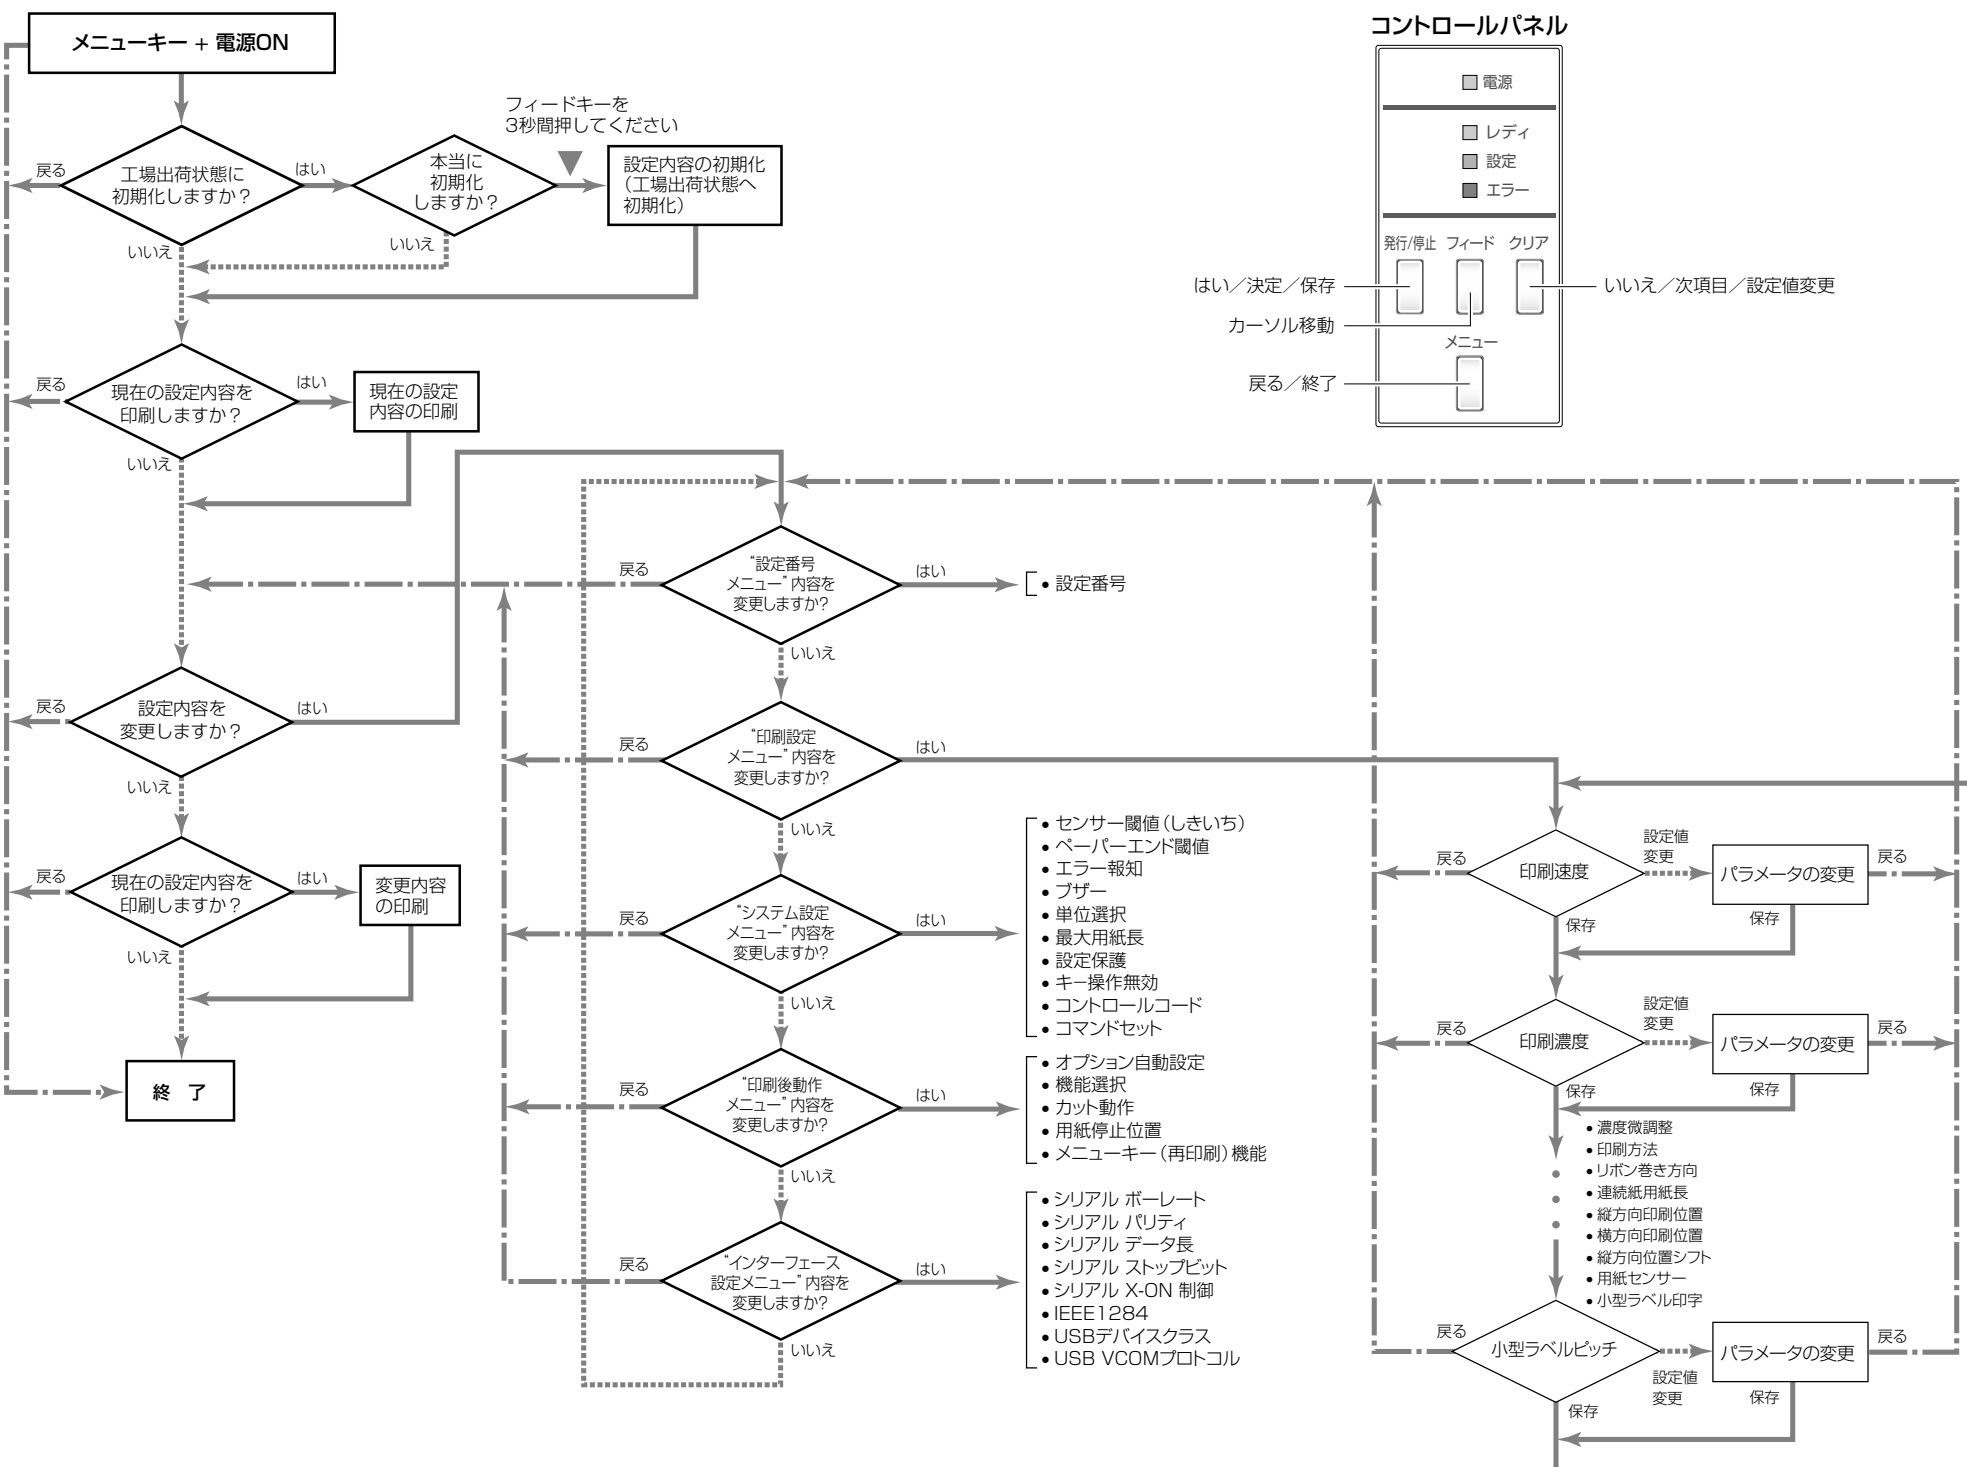 メニューキー + 電源ON
戻る
工場出荷状態に
初期化しますか？
はい
いいえ
本当に
初期化
しますか？
いいえ
フィードキーを
3秒間押してください
設定内容の初期化
（工場出荷状態へ
初期化）
戻る
現在の設定内容を
印刷しますか？
はい
いいえ
現在の設定
内容の印刷
戻る
設定内容を
変更しますか？
はい
いいえ
戻る
現在の設定内容を
印刷しますか？
はい
いいえ
変更内容
の印刷
終 了
コントロールパネル
電源
レディ
設定
エラー
発行/停止 フィード クリア
はい／決定／保存
いいえ／次項目／設定値変更
カーソル移動
メニュー
戻る／終了
戻る
“設定番号
メニュー”内容を
変更しますか?
はい
いいえ
• 設定番号
戻る
“印刷設定
メニュー”内容を
変更しますか?
はい
いいえ
戻る
“システム設定
メニュー”内容を
変更しますか?
はい
いいえ
• センサー閾値（しきいち）
• ペーパーエンド閾値
• エラー報知
• ブザー
• 単位選択
• 最大用紙長
• 設定保護
• キー操作無効
• コントロールコード
• コマンドセット
戻る
“印刷後動作
メニュー”内容を
変更しますか?
はい
いいえ
• オプション自動設定
• 機能選択
• カット動作
• 用紙停止位置
• メニューキー（再印刷）機能
戻る
“インターフェース
設定メニュー”内容を
変更しますか?
はい
いいえ
• シリアル ボーレート
• シリアル パリティ
• シリアル データ長
• シリアル ストップビット
• シリアル X-ON 制御
• IEEE1284
• USBデバイスクラス
• USB VCOMプロトコル
戻る
印刷速度
設定値
変更
パラメータの変更
戻る
保存
保存
戻る
印刷濃度
設定値
変更
パラメータの変更
戻る
保存
保存
• 濃度微調整
• 印刷方法
• リボン巻き方向
• 連続紙用紙長
• 縦方向印刷位置
• 横方向印刷位置
• 縦方向位置シフト
• 用紙センサー
• 小型ラベル印字
戻る
小型ラベルピッチ
設定値
変更
パラメータの変更
戻る
保存
保存